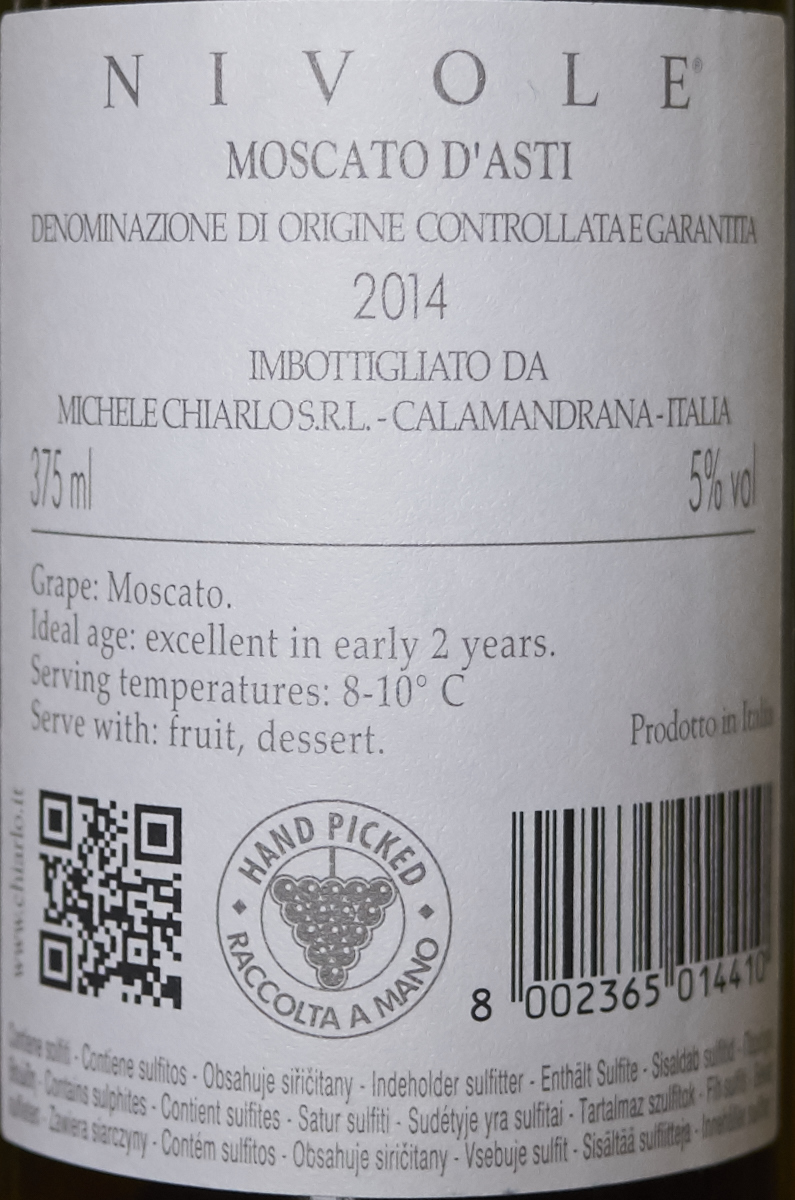 NIVOLE®
MOSCATO D'ASTI
DENOMINAZIONE DI ORIGINE CONTROLLATA E GARANTITA
2014
IMBOTTIGLIATO DA
MICHELE CHIARLO S.R.L. - CALAMANDRANA - ITALIA
375 ml
5% vol
Grape: Moscato.
Ideal age: excellent in early 2 years.
Serving temperatures: 8-10° C
Serve with: fruit, dessert.
Prodotto in Italia
www.chiarlo.it
HAND PICKED
RACCOLTA A MANO
8 002365 014410
Contiene solfiti - Contiene sulfitos - Obsahuje siřičitany - Indeholder sulfitter - Enthält Sulfite - Sisaldab sulfitid -
Contains sulphites - Contient sulfites - Satur sulfiti - Sudėtyje yra sulfitai - Tartalmaz szulfitok -
Zawiera siarczyny - Contém sulfitos - Obsahuje siričitany - Vsebuje sulfit - Sisältää sulfiitteja -